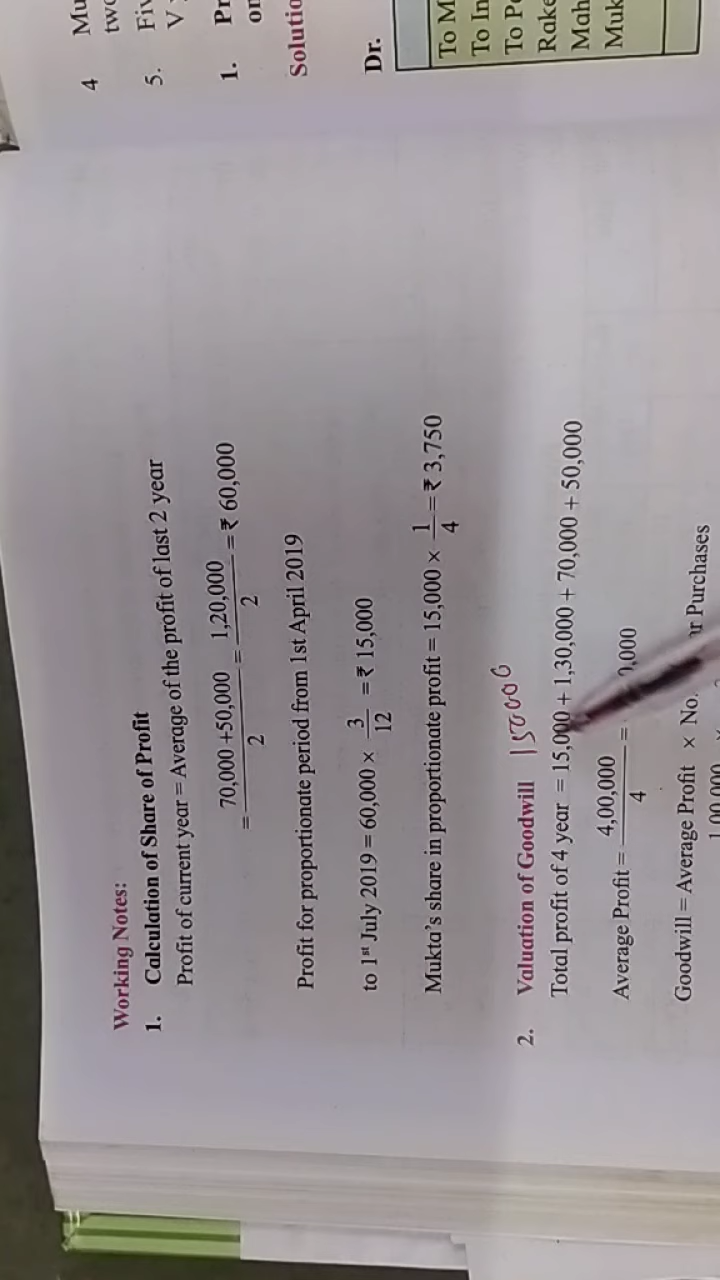 Working Notes:
1. Calculation of Share of Profit
Profit of current year = Average of the profit of last 2 year
= 70,000 +50,000 / 2 = 1,20,000 / 2 = ₹ 60,000
Profit for proportionate period from 1st April 2019
to 1st July 2019 = 60,000 × 3/12 = ₹ 15,000
Mukta's share in proportionate profit = 15,000 × 1/4 = ₹ 3,750
2. Valuation of Goodwill 150000
Total profit of 4 year = 15,000 + 1,30,000 + 70,000 + 50,000
Average Profit = 4,00,000 / 4 =
Goodwill = Average Profit × No. Purchases
4
5.
1.
Solutio
Dr.
To M
To In
To P
Rake
Mah
Muk